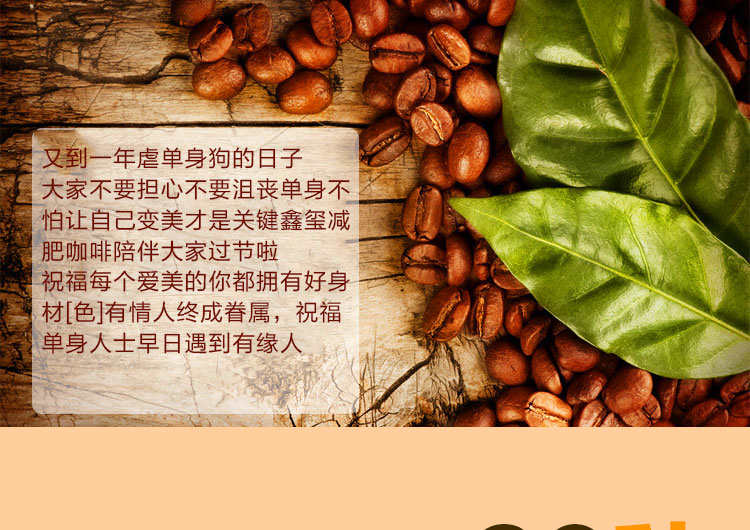 又到一年虐单身狗的日子
大家不要担心不要沮丧单身不
怕让自己变美才是关键鑫玺减
肥咖啡陪伴大家过节啦
祝福每个爱美的你都拥有好身
材[色]有情人终成眷属，祝福
单身人士早日遇到有缘人